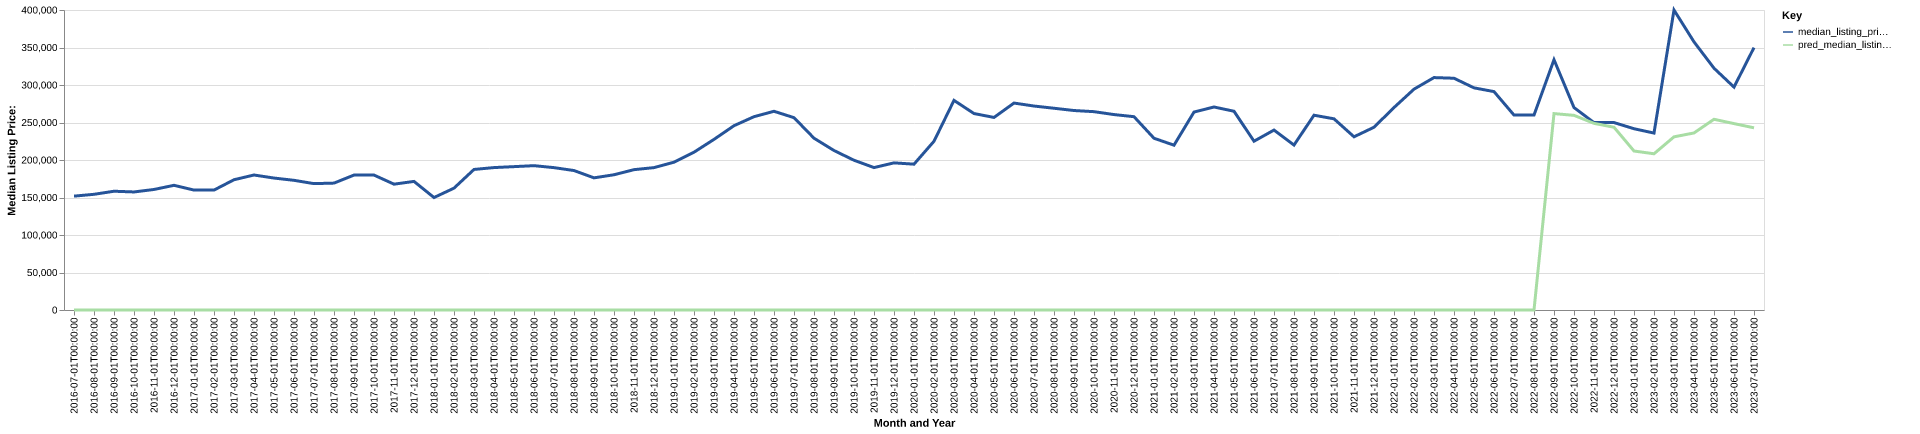 400,000
350,000
300,000
250,000
200,000
150,000
100,000
50,000
0
Median Listing Price:
2016-07-01T00:00:00
2016-08-01T00:00:00
2016-09-01T00:00:00
2016-10-01T00:00:00
2016-11-01T00:00:00
2016-12-01T00:00:00
2017-01-01T00:00:00
2017-02-01T00:00:00
2017-03-01T00:00:00
2017-04-01T00:00:00
2017-05-01T00:00:00
2017-06-01T00:00:00
2017-07-01T00:00:00
2017-08-01T00:00:00
2017-09-01T00:00:00
2017-10-01T00:00:00
2017-11-01T00:00:00
2017-12-01T00:00:00
2018-01-01T00:00:00
2018-02-01T00:00:00
2018-03-01T00:00:00
2018-04-01T00:00:00
2018-05-01T00:00:00
2018-06-01T00:00:00
2018-07-01T00:00:00
2018-08-01T00:00:00
2018-09-01T00:00:00
2018-10-01T00:00:00
2018-11-01T00:00:00
2018-12-01T00:00:00
2019-01-01T00:00:00
2019-02-01T00:00:00
2019-03-01T00:00:00
2019-04-01T00:00:00
2019-05-01T00:00:00
2019-06-01T00:00:00
2019-07-01T00:00:00
2019-08-01T00:00:00
2019-09-01T00:00:00
2019-10-01T00:00:00
2019-11-01T00:00:00
2019-12-01T00:00:00
2020-01-01T00:00:00
2020-02-01T00:00:00
2020-03-01T00:00:00
2020-04-01T00:00:00
2020-05-01T00:00:00
2020-06-01T00:00:00
2020-07-01T00:00:00
2020-08-01T00:00:00
2020-09-01T00:00:00
2020-10-01T00:00:00
2020-11-01T00:00:00
2020-12-01T00:00:00
2021-01-01T00:00:00
2021-02-01T00:00:00
2021-03-01T00:00:00
2021-04-01T00:00:00
2021-05-01T00:00:00
2021-06-01T00:00:00
2021-07-01T00:00:00
2021-08-01T00:00:00
2021-09-01T00:00:00
2021-10-01T00:00:00
2021-11-01T00:00:00
2021-12-01T00:00:00
2022-01-01T00:00:00
2022-02-01T00:00:00
2022-03-01T00:00:00
2022-04-01T00:00:00
2022-05-01T00:00:00
2022-06-01T00:00:00
2022-07-01T00:00:00
2022-08-01T00:00:00
2022-09-01T00:00:00
2022-10-01T00:00:00
2022-11-01T00:00:00
2022-12-01T00:00:00
2023-01-01T00:00:00
2023-02-01T00:00:00
2023-03-01T00:00:00
2023-04-01T00:00:00
2023-05-01T00:00:00
2023-06-01T00:00:00
2023-07-01T00:00:00
Month and Year
Key
median_listing_pri…
pred_median_listin…